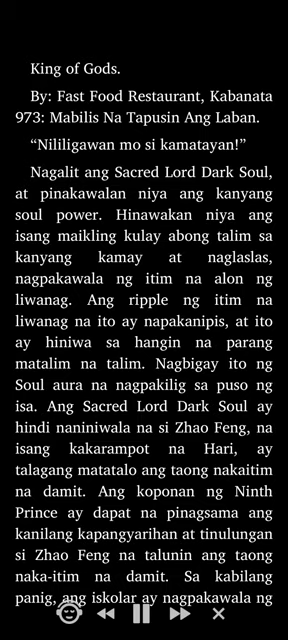 King of Gods.
By: Fast Food Restaurant, Kabanata
973: Mabilis Na Tapusin Ang Laban.
“Nililigawan mo si kamatayan!”
Nagalit ang Sacred Lord Dark Soul,
at pinakawalan niya ang kanyang
soul power. Hinawakan niya ang
isang maikling kulay abong talim sa
kanyang kamay at naglaslas,
nagpakawala ng itim na alon ng
liwanag. Ang ripple ng itim na
liwanag na ito ay napakanipis, at ito
ay hiniwa sa hangin na parang
matalim na talim. Nagbigay ito ng
Soul aura na nagpakilig sa puso ng
isa. Ang Sacred Lord Dark Soul ay
hindi naniniwala na si Zhao Feng, na
isang kakarampot na Hari, ay
talagang matatalo ang taong nakaitim
na damit. Ang koponan ng Ninth
Prince ay dapat na pinagsama ang
kanilang kapangyarihan at tinulungan
si Zhao Feng na talunin ang taong
naka-itim na damit. Sa kabilang
panig, ang iskolar ay nagpakawala ng